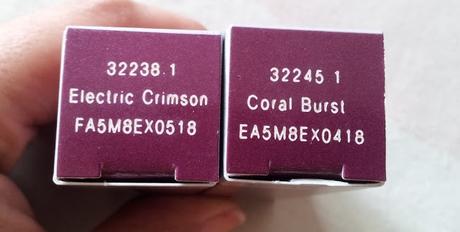 32238 1
Electric Crimson
FA5M8EX0518
32245 1
Coral Burst
EA5M8EX0418